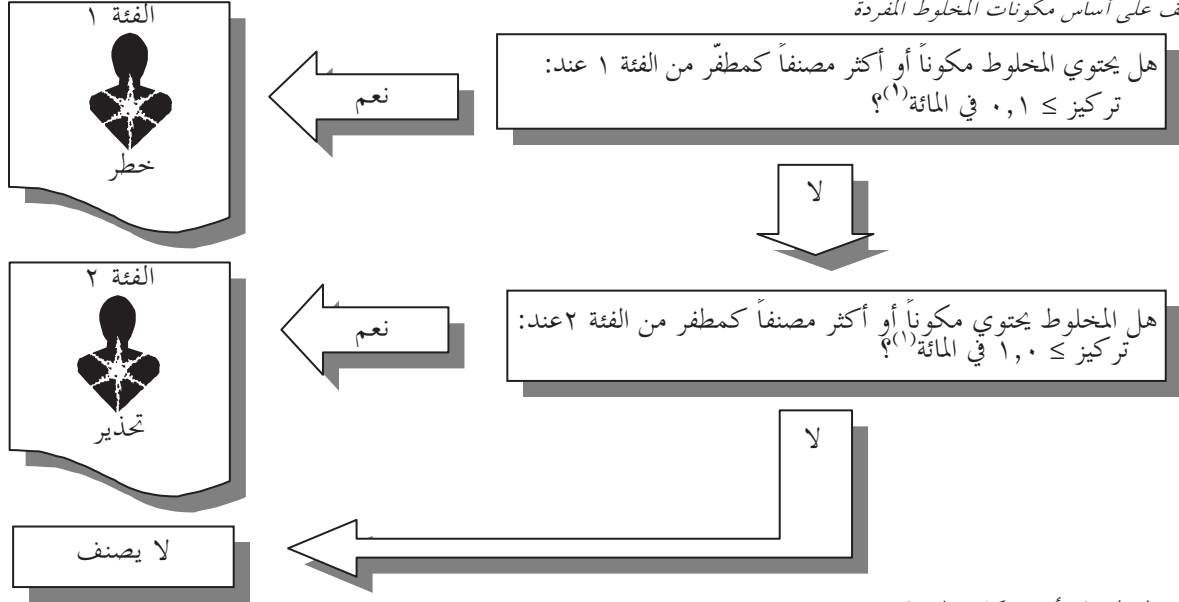 على أساس مكونات المخلوط المفردة
هل يحتوي المخلوط مكوناً أو أكثر مصنفاً كمطفّر من الفئة ١ عند:
تركيز ≥ ٠,١ في المائة(١)؟
نعم
الفئة ١
خطر
لا
هل المخلوط يحتوي مكوناً أو أكثر مصنفاً كمطفر من الفئة ٢عند:
تركيز ≥ ١,٠ في المائة(١)؟
نعم
الفئة ٢
تحذير
لا
لا يصنف